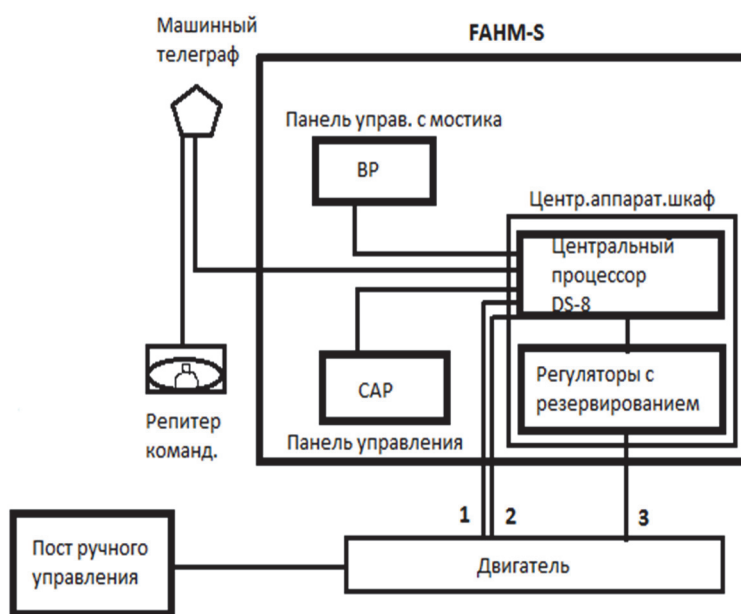 Машинный
телеграф
FAHM-S
Панель управ. с мостика
BP
Центр.аппарат.шкаф
Центральный
процессор
DS-8
CAP
Регуляторы с
резервированием
Панель управления
Репитер
команд.
1
2
3
Пост ручного
управления
Двигатель